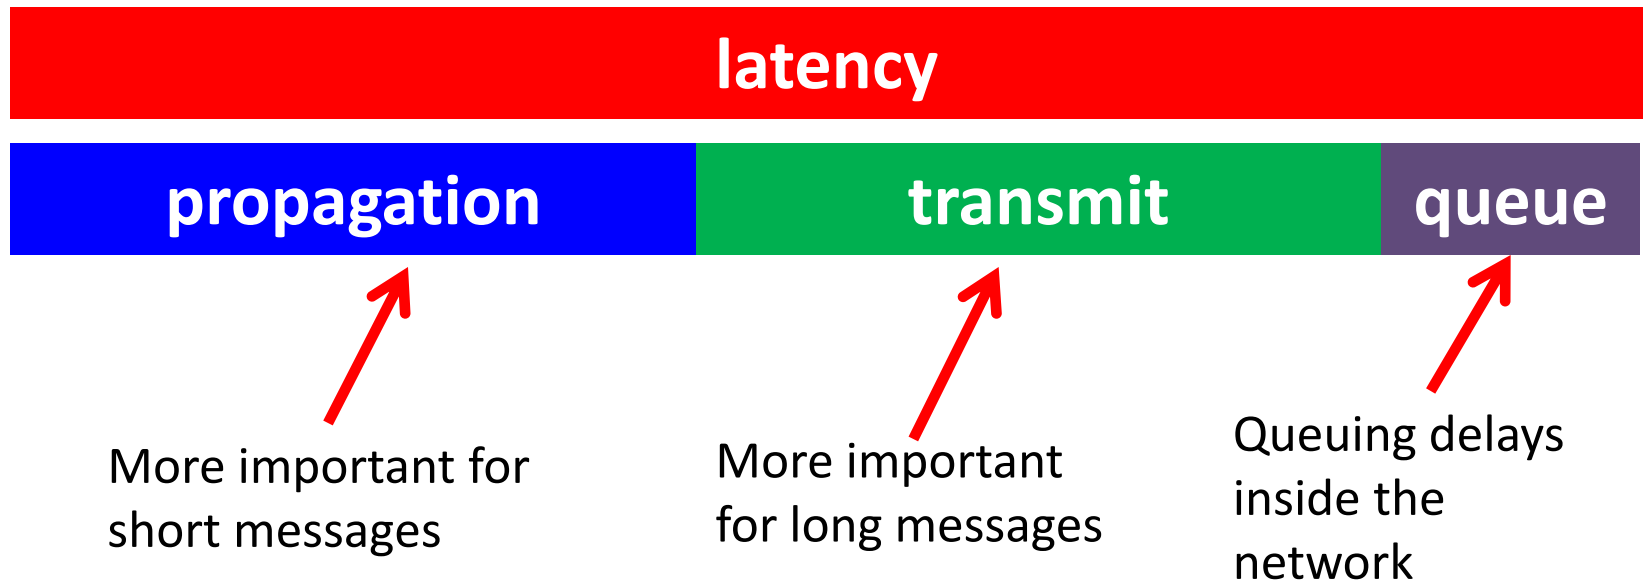 latency
propagation
transmit
queue
More important for
short messages
More important
for long messages
Queuing delays
inside the
network